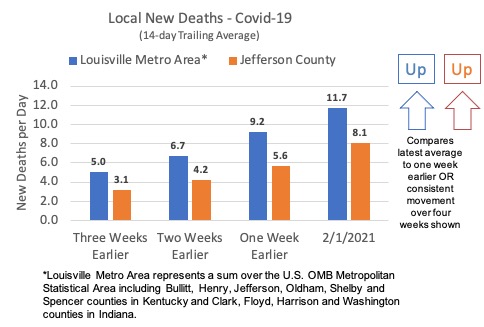 Local New Deaths - Covid-19
(14-day Trailing Average)
Louisville Metro Area* Jefferson County
Up Up
New Deaths per Day
14.0
12.0
10.0
8.0
6.0
4.0
2.0
0.0
5.0
3.1
6.7
4.2
9.2
5.6
11.7
8.1
Three Weeks
Earlier
Two Weeks
Earlier
One Week
Earlier
2/1/2021
Compares
latest average
to one week
earlier OR
consistent
movement
over four
weeks shown
*Louisville Metro Area represents a sum over the U.S. OMB Metropolitan
Statistical Area including Bullitt, Henry, Jefferson, Oldham, Shelby and
Spencer counties in Kentucky and Clark, Floyd, Harrison and Washington
counties in Indiana.